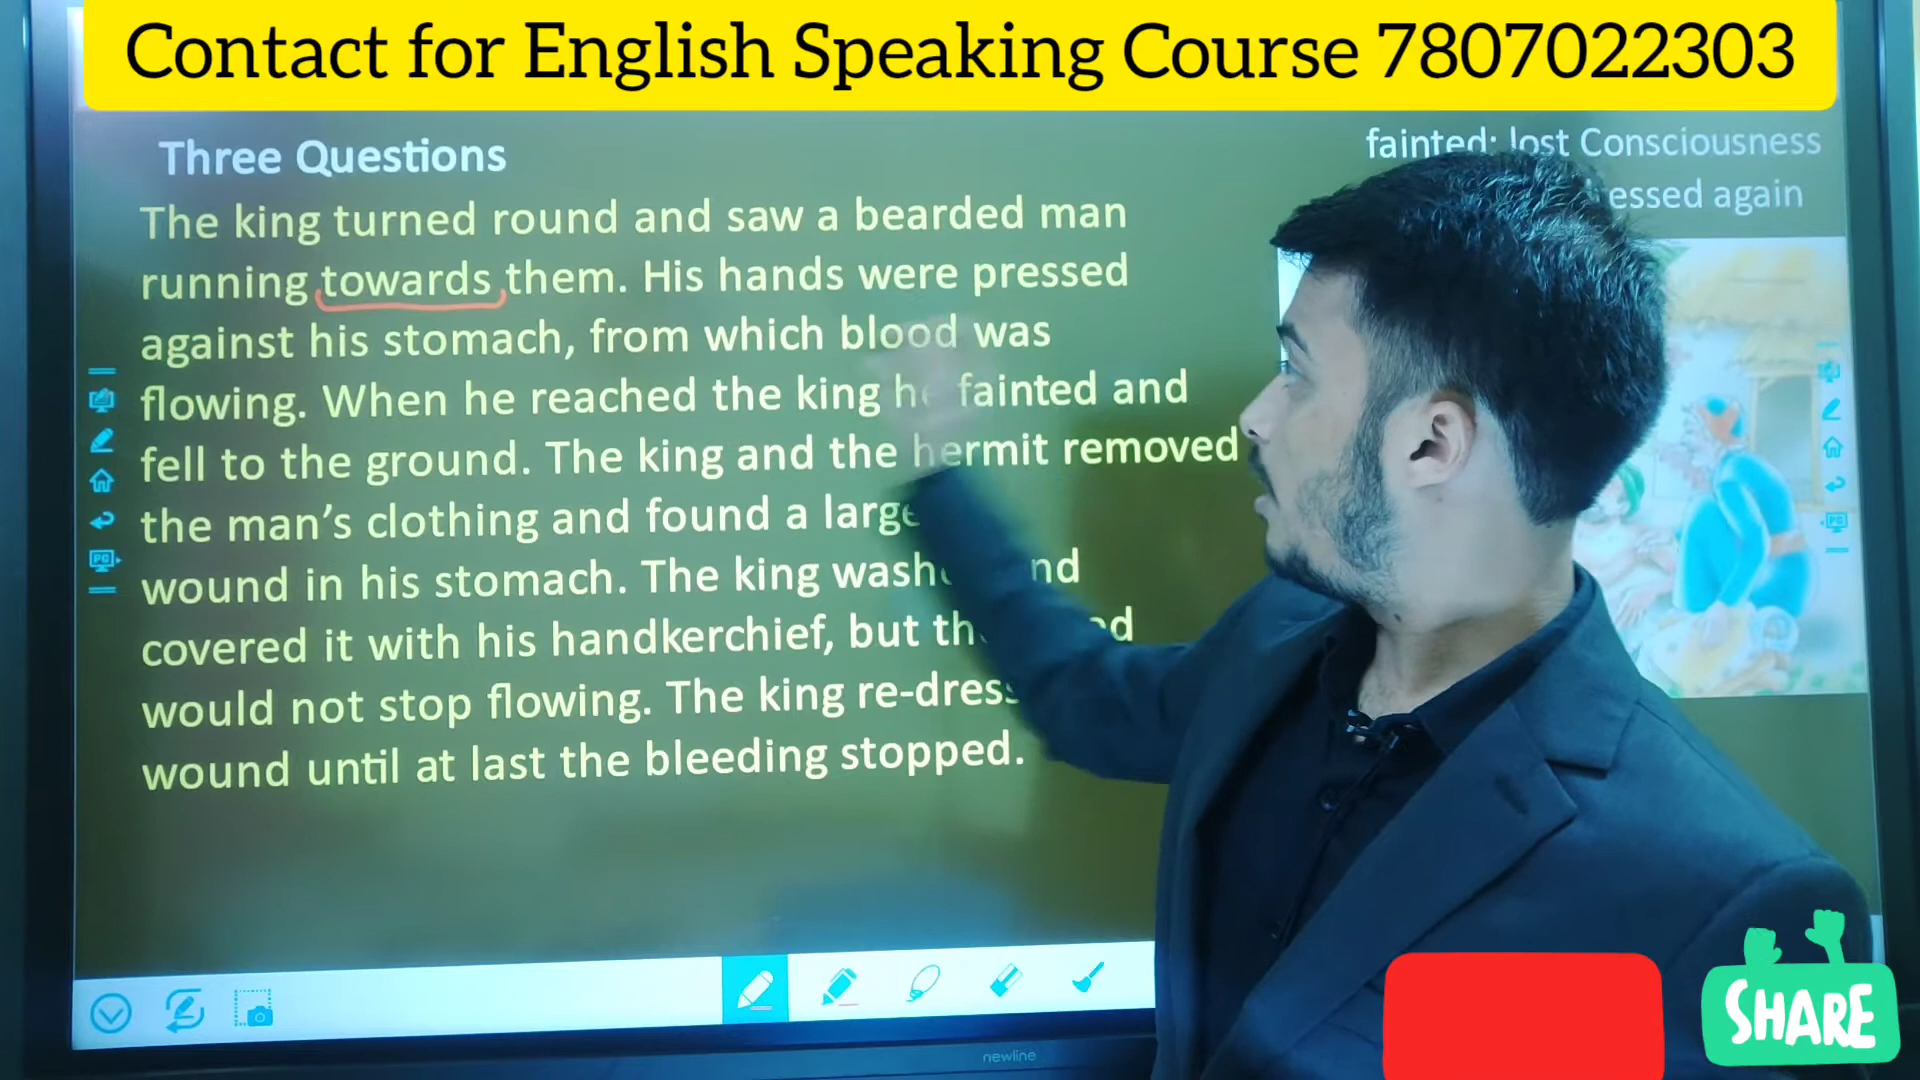 Contact for English Speaking Course 7807022303
Three Questions
fainted: lost Consciousness
essed again
The king turned round and saw a bearded man
running towards them. His hands were pressed
against his stomach, from which blood was
flowing. When he reached the king he fainted and
fell to the ground. The king and the hermit removed
the man's clothing and found a large
wound in his stomach. The king wash nd
covered it with his handkerchief, but th d
would not stop flowing. The king re-dress
wound until at last the bleeding stopped.
newline
SHARE